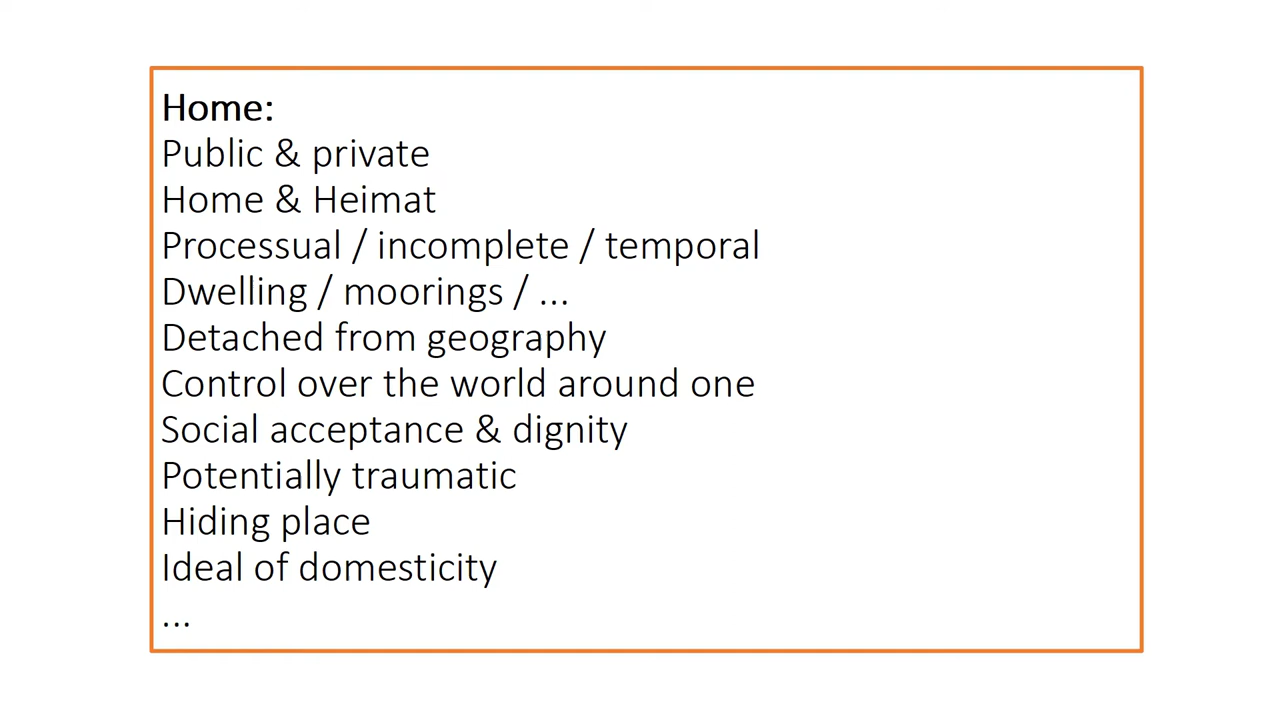 Home:
Public & private
Home & Heimat
Processual / incomplete / temporal
Dwelling / moorings / ...
Detached from geography
Control over the world around one
Social acceptance & dignity
Potentially traumatic
Hiding place
Ideal of domesticity
...